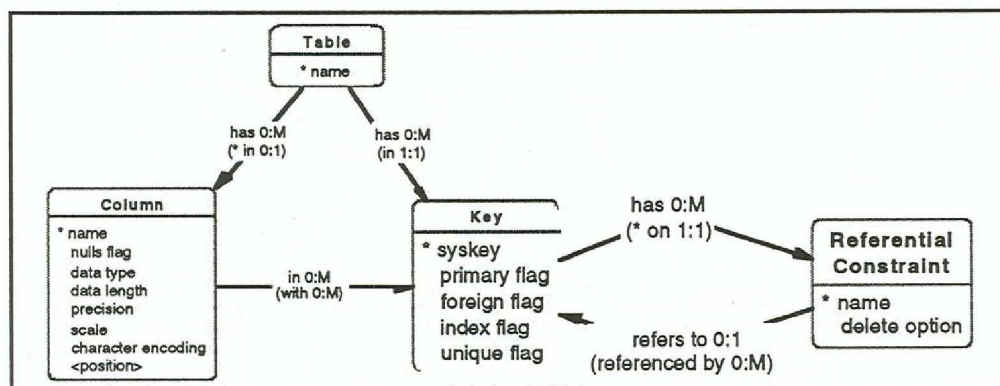 Table
* name
has 0:M
(* in 0:1)
has 0:M
(in 1:1)
Column
* name
nulls flag
data type
data length
precision
scale
character encoding
<position>
in 0:M
(with 0:M)
Key
* syskey
primary flag
foreign flag
index flag
unique flag
has 0:M
(* on 1:1)
Referential
Constraint
* name
delete option
refers to 0:1
(referenced by 0:M)